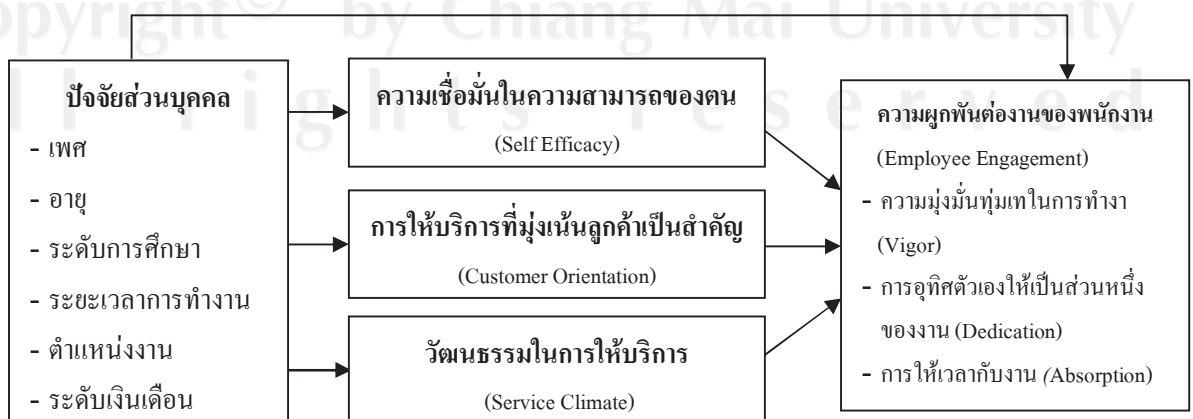 Copyright© by Chiang Mai University
All rights reserved
ปัจจัยส่วนบุคคล
- เพศ
- อายุ
- ระดับการศึกษา
- ระยะเวลาการทำงาน
- ตำแหน่งงาน
- ระดับเงินเดือน
ความเชื่อมั่นในความสามารถของตน
(Self Efficacy)
การให้บริการที่มุ่งเน้นลูกค้าเป็นสำคัญ
(Customer Orientation)
วัฒนธรรมในการให้บริการ
(Service Climate)
ความผูกพันต่องานของพนักงาน
(Employee Engagement)
- ความมุ่งมั่นทุ่มเทในการทำงา
(Vigor)
- การอุทิศตัวเองให้เป็นส่วนหนึ่ง
ของงาน (Dedication)
- การให้เวลากับงาน (Absorption)